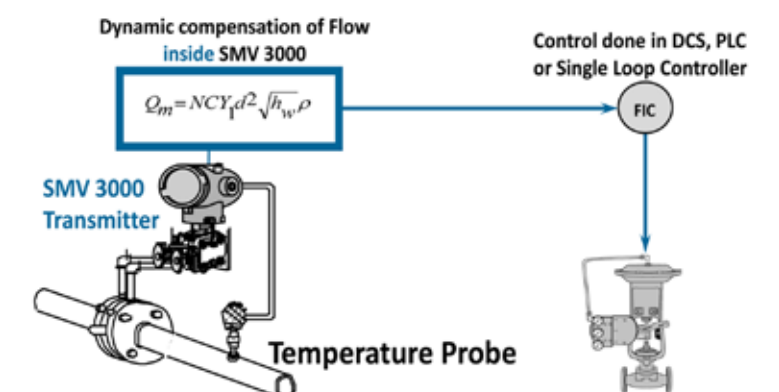 Dynamic compensation of Flow
inside SMV 3000
Control done in DCS, PLC
or Single Loop Controller
Qm=NCY1d²√hw ρ
FIC
SMV 3000
Transmitter
Temperature Probe